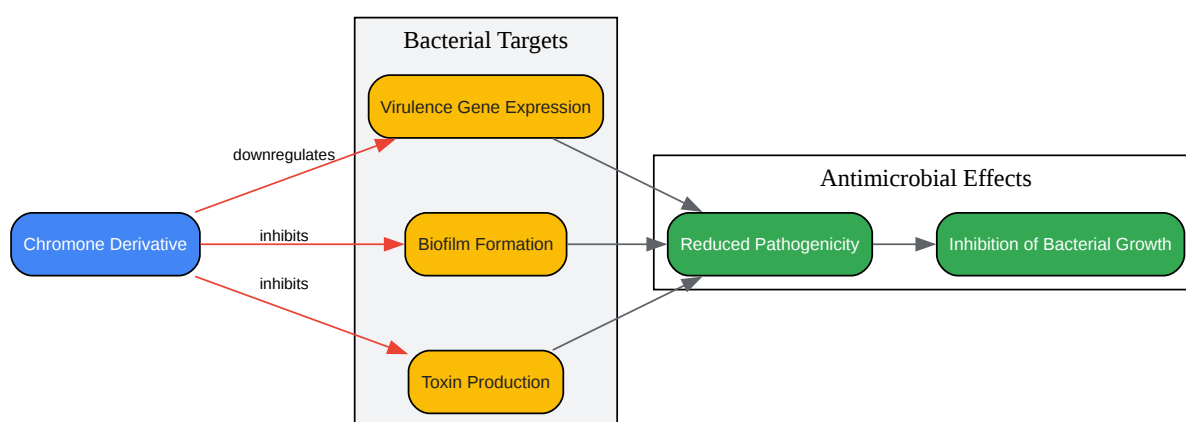 Bacterial Targets
Virulence Gene Expression
downregulates
Antimicrobial Effects
Chromone Derivative
inhibits
Biofilm Formation
Reduced Pathogenicity
Inhibition of Bacterial Growth
inhibits
Toxin Production